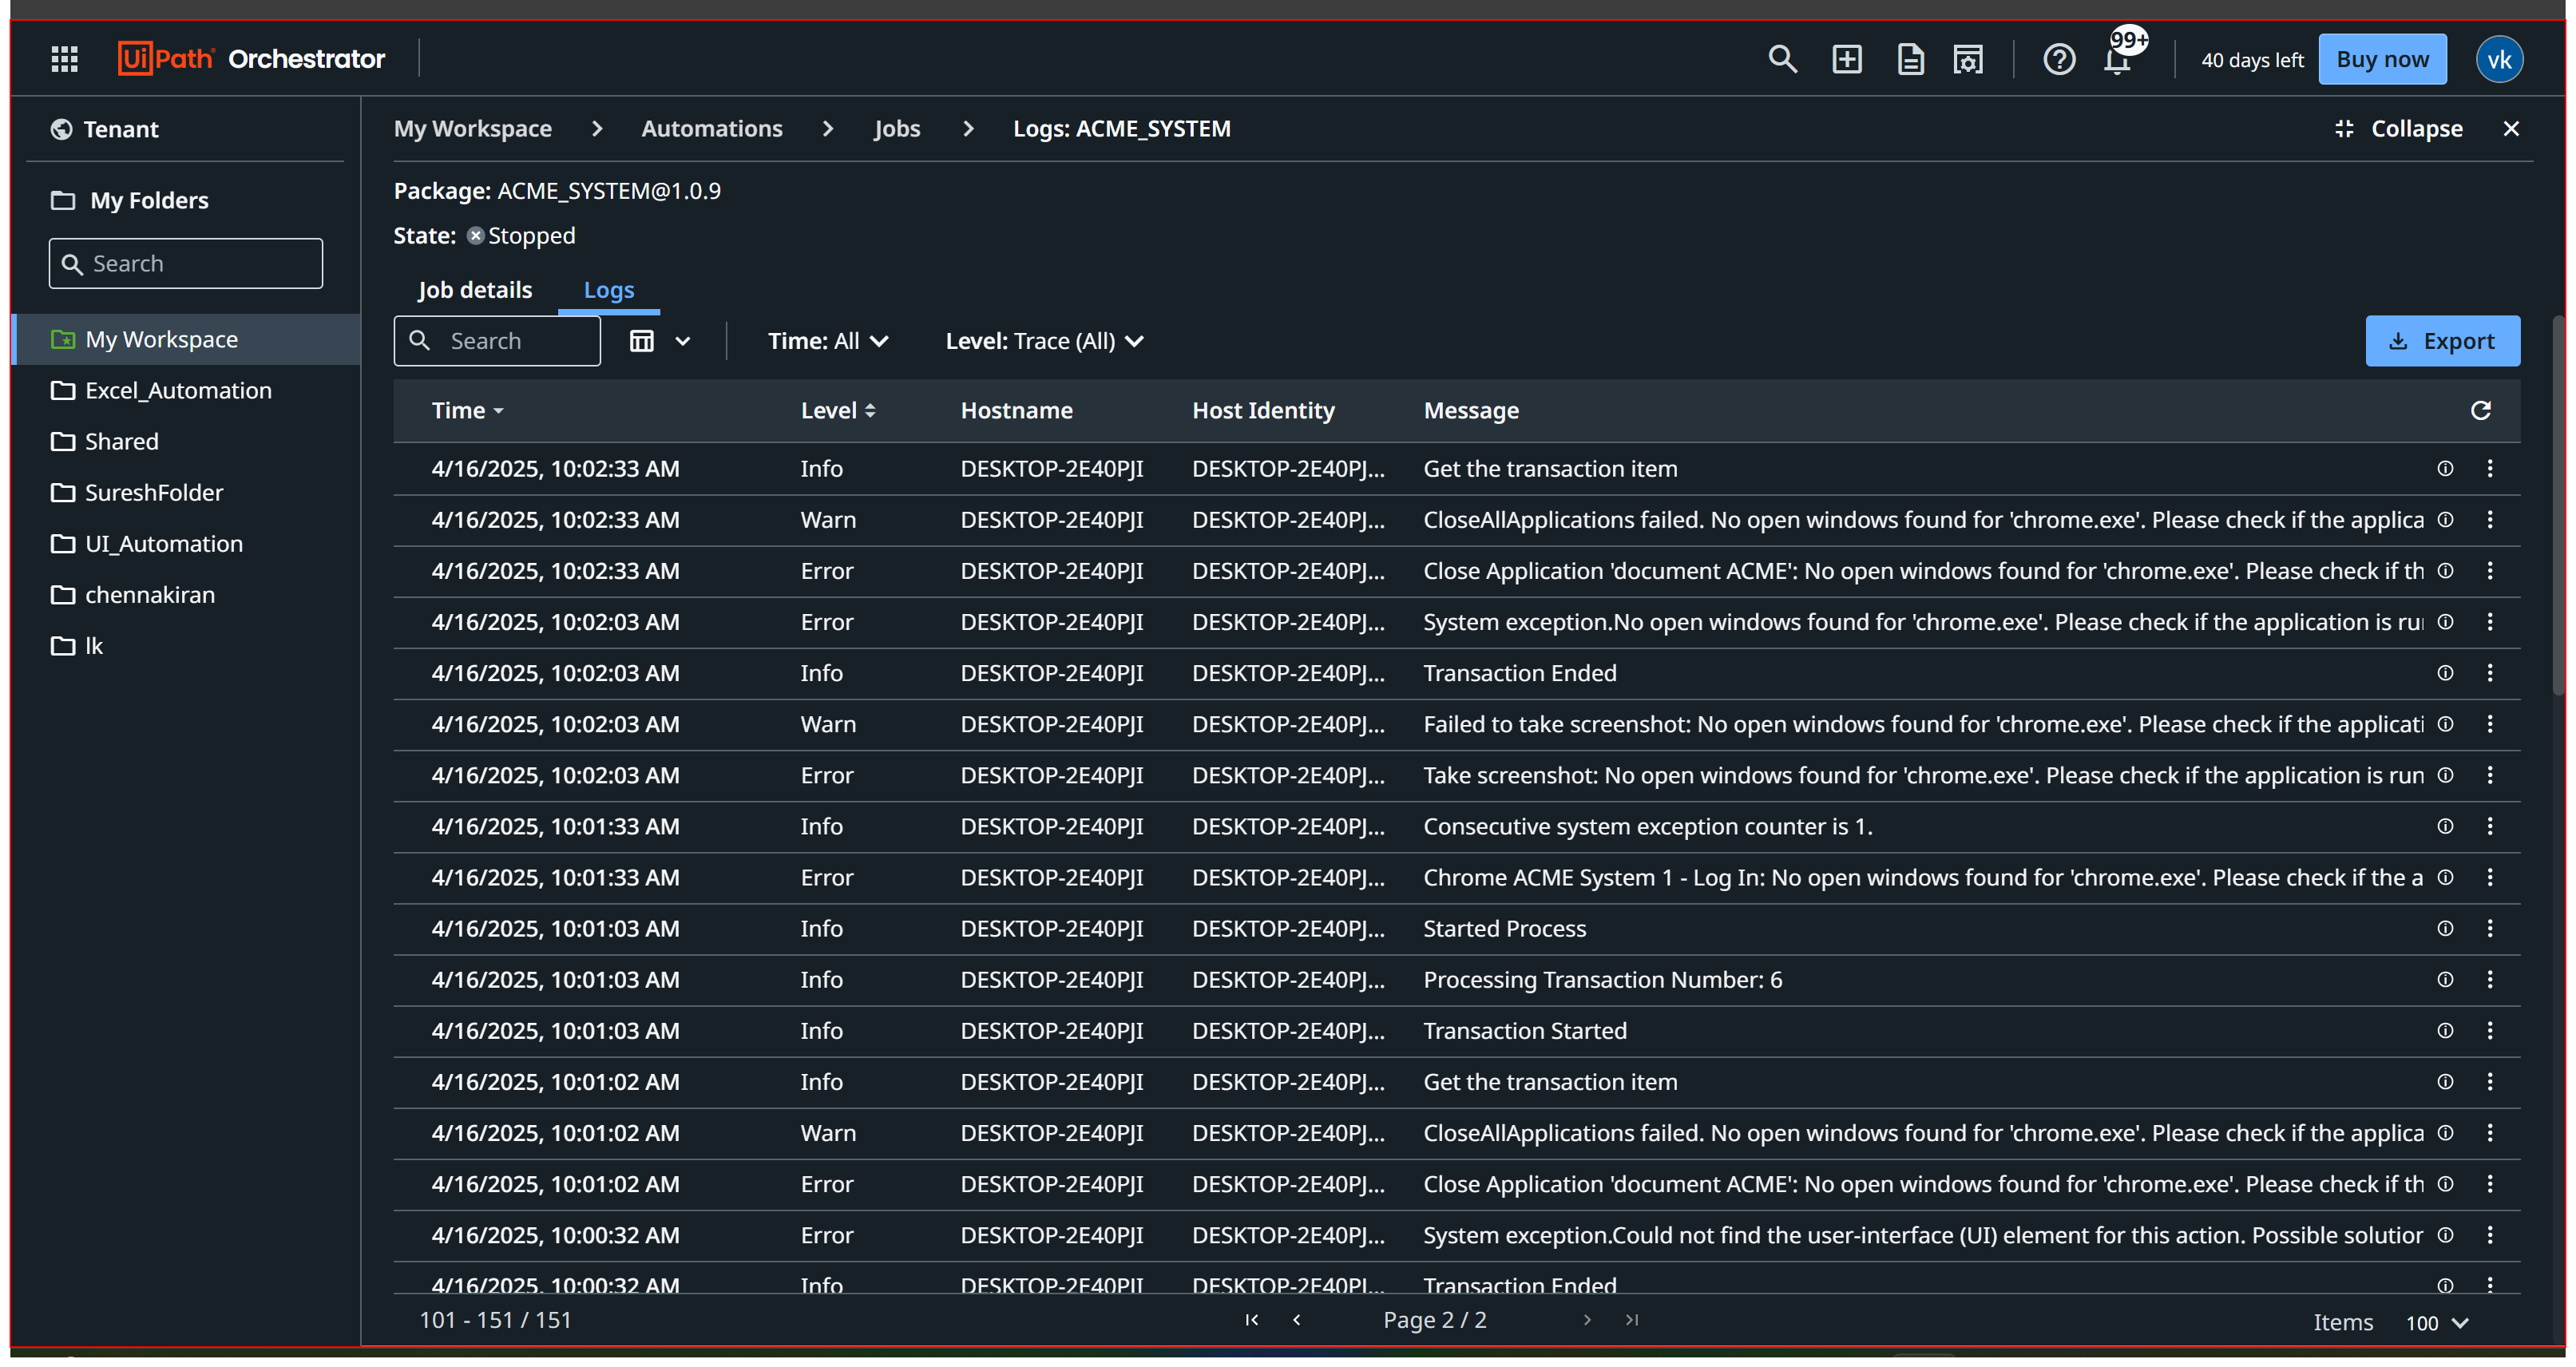 UiPath Orchestrator
99+
40 days left
Buy now
vk
Tenant
My Folders
Search
My Workspace
Excel_Automation
Shared
SureshFolder
UI_Automation
chennakiran
lk
My Workspace > Automations > Jobs > Logs: ACME_SYSTEM
Collapse
Package: ACME_SYSTEM@1.0.9
State: Stopped
Job details Logs
Search Time: All Level: Trace (All) Export
Time Level Hostname Host Identity Message
4/16/2025, 10:02:33 AM Info DESKTOP-2E40PJI DESKTOP-2E40PJ... Get the transaction item
4/16/2025, 10:02:33 AM Warn DESKTOP-2E40PJI DESKTOP-2E40PJ... CloseAllApplications failed. No open windows found for 'chrome.exe'. Please check if the applica
4/16/2025, 10:02:33 AM Error DESKTOP-2E40PJI DESKTOP-2E40PJ... Close Application 'document ACME': No open windows found for 'chrome.exe'. Please check if th
4/16/2025, 10:02:03 AM Error DESKTOP-2E40PJI DESKTOP-2E40PJ... System exception.No open windows found for 'chrome.exe'. Please check if the application is ru
4/16/2025, 10:02:03 AM Info DESKTOP-2E40PJI DESKTOP-2E40PJ... Transaction Ended
4/16/2025, 10:02:03 AM Warn DESKTOP-2E40PJI DESKTOP-2E40PJ... Failed to take screenshot: No open windows found for 'chrome.exe'. Please check if the applicati
4/16/2025, 10:02:03 AM Error DESKTOP-2E40PJI DESKTOP-2E40PJ... Take screenshot: No open windows found for 'chrome.exe'. Please check if the application is run
4/16/2025, 10:01:33 AM Info DESKTOP-2E40PJI DESKTOP-2E40PJ... Consecutive system exception counter is 1.
4/16/2025, 10:01:33 AM Error DESKTOP-2E40PJI DESKTOP-2E40PJ... Chrome ACME System 1 - Log In: No open windows found for 'chrome.exe'. Please check if the a
4/16/2025, 10:01:03 AM Info DESKTOP-2E40PJI DESKTOP-2E40PJ... Started Process
4/16/2025, 10:01:03 AM Info DESKTOP-2E40PJI DESKTOP-2E40PJ... Processing Transaction Number: 6
4/16/2025, 10:01:03 AM Info DESKTOP-2E40PJI DESKTOP-2E40PJ... Transaction Started
4/16/2025, 10:01:02 AM Info DESKTOP-2E40PJI DESKTOP-2E40PJ... Get the transaction item
4/16/2025, 10:01:02 AM Warn DESKTOP-2E40PJI DESKTOP-2E40PJ... CloseAllApplications failed. No open windows found for 'chrome.exe'. Please check if the applica
4/16/2025, 10:01:02 AM Error DESKTOP-2E40PJI DESKTOP-2E40PJ... Close Application 'document ACME': No open windows found for 'chrome.exe'. Please check if th
4/16/2025, 10:00:32 AM Error DESKTOP-2E40PJI DESKTOP-2E40PJ... System exception.Could not find the user-interface (UI) element for this action. Possible solution
4/16/2025, 10:00:32 AM Info DESKTOP-2E40PJI DESKTOP-2E40PJ... Transaction Ended
101 - 151 / 151 Page 2 / 2 Items 100